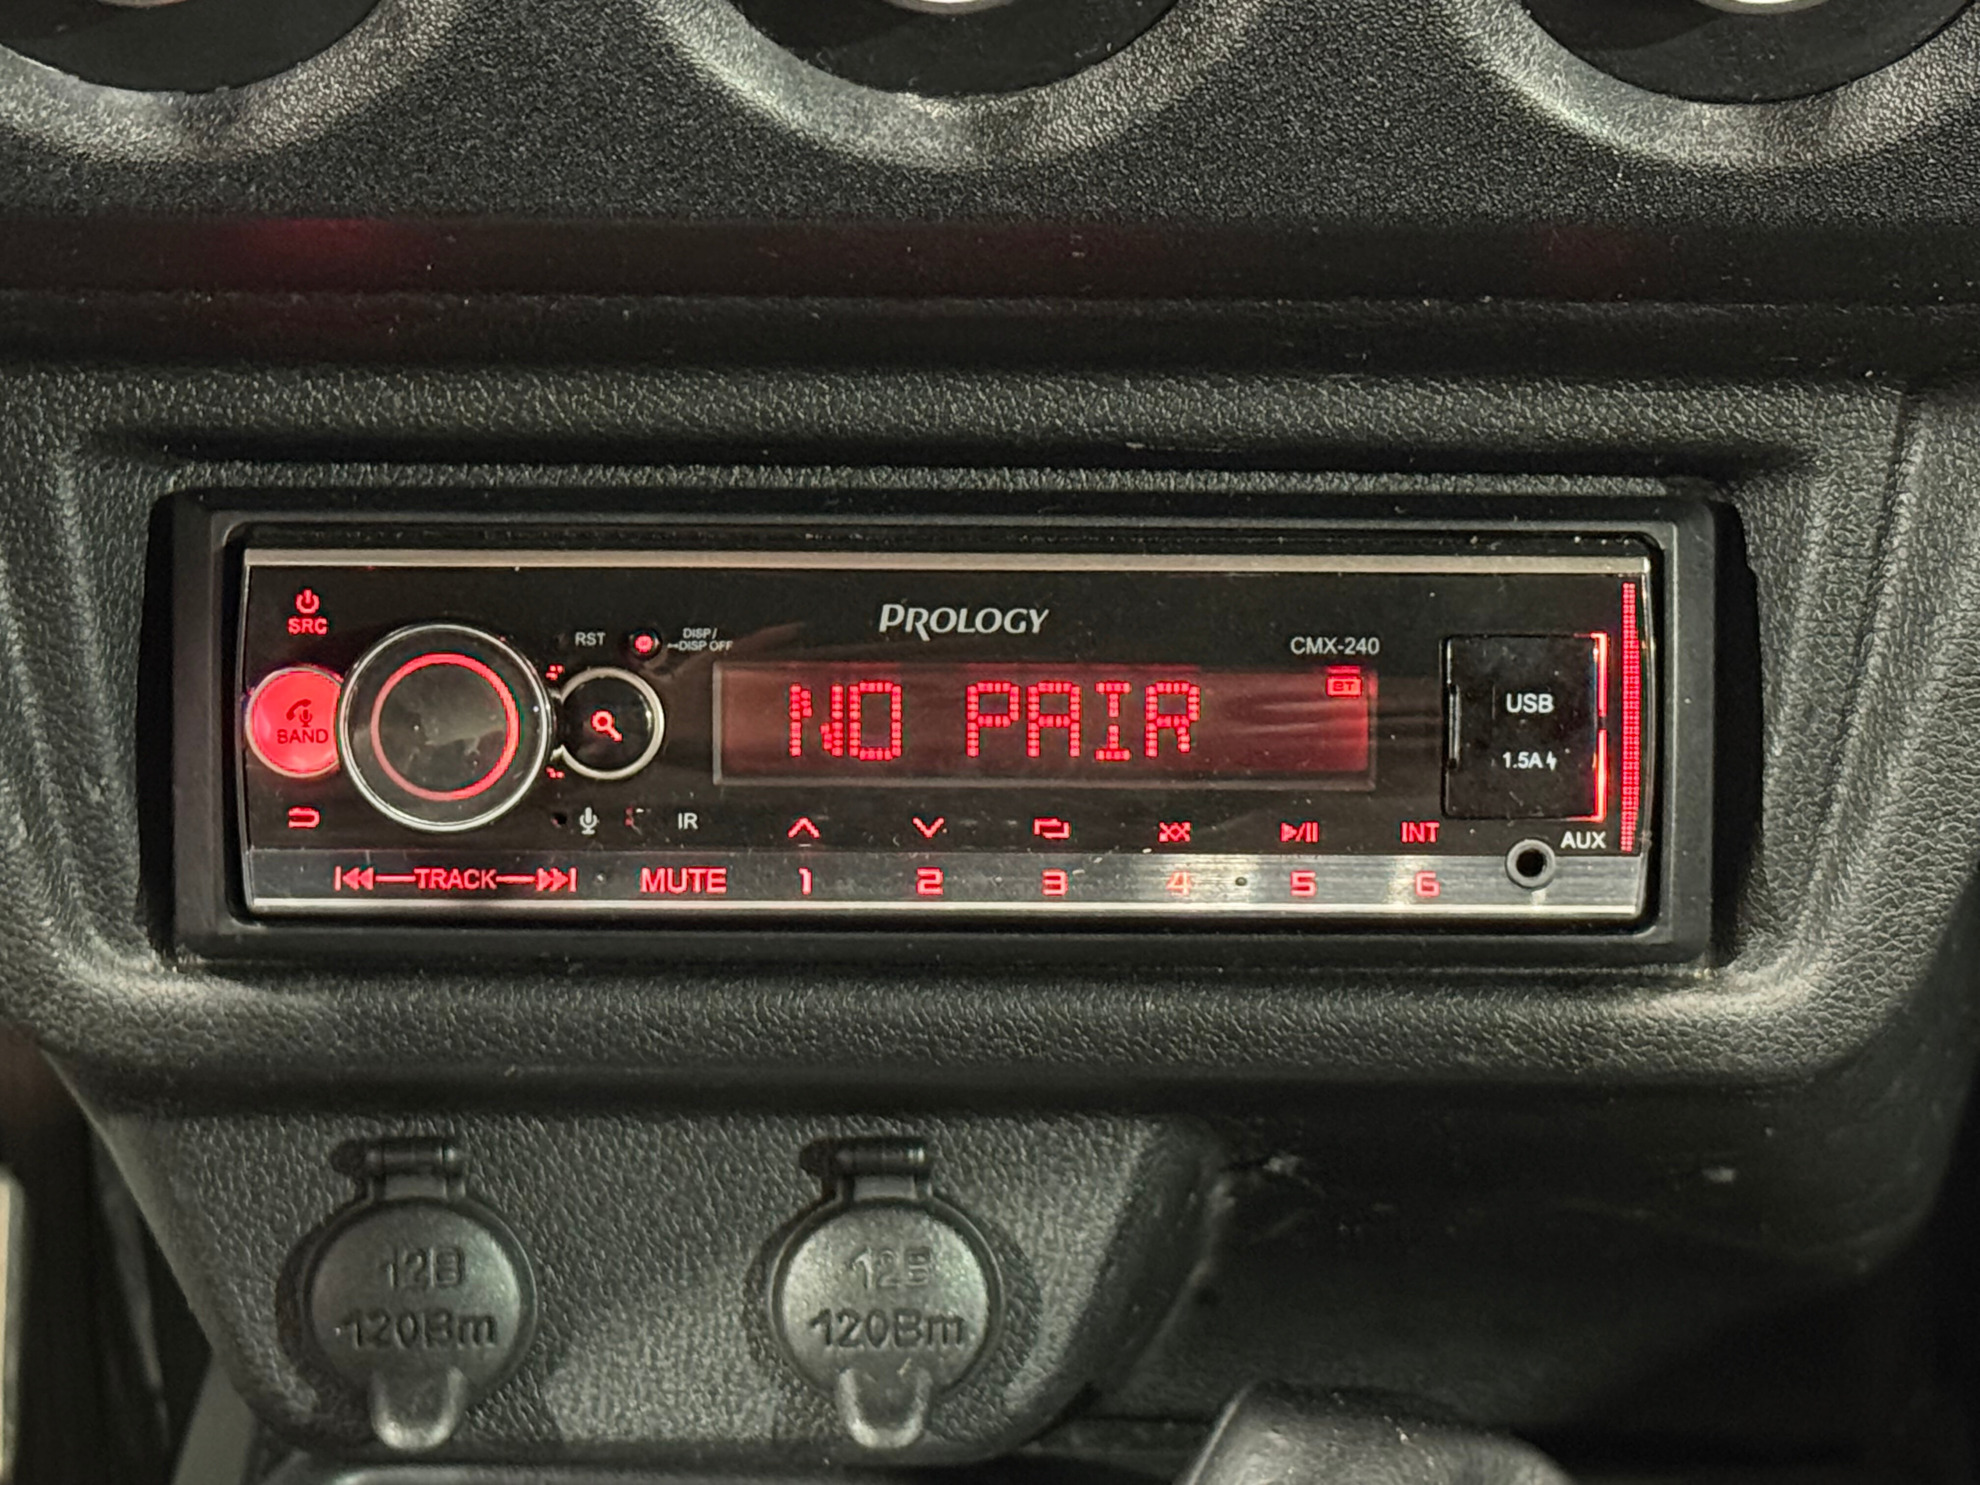 SRC
RST
DISP/
DISP OFF
PROLOGY
CMX-240
BAND
NO PAIR
BT
USB
1.5A
IR
INT
AUX
TRACK
MUTE
1
2
3
4
5
6
12В
120Вт
12В
120Вт